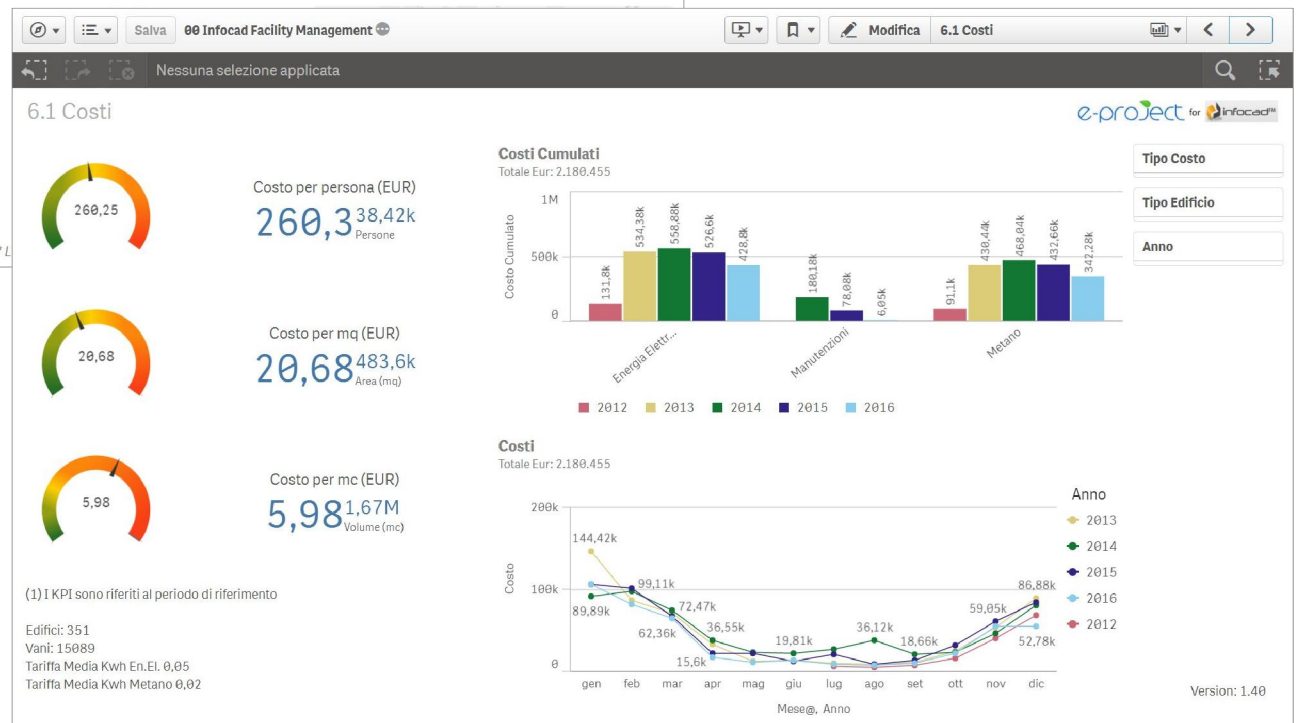 Salva
00 Infocad Facility Management
Modifica
6.1 Costi
Nessuna selezione applicata
6.1 Costi
e-project for infocad™
260,25
Costo per persona (EUR)
260,3 38,42k
Persone
20,68
Costo per mq (EUR)
20,68 483,6k
Area (mq)
5,98
Costo per mc (EUR)
5,98 1,67M
Volume (mc)
(1) I KPI sono riferiti al periodo di riferimento
Edifici: 351
Vani: 15089
Tariffa Media Kwh En.El. 0,05
Tariffa Media Kwh Metano 0,02
Costi Cumulati
Totale Eur: 2.180.455
Costo Cumulato
1M
500k
0
131,8k
534,38k
558,88k
526,6k
428,8k
180,18k
78,08k
6,05k
91,1k
430,44k
468,04k
432,66k
342,28k
Energia Elettr...
Manutenzioni
Metano
2012 2013 2014 2015 2016
Tipo Costo
Tipo Edificio
Anno
Costi
Totale Eur: 2.180.455
Costo
200k
100k
0
144,42k
89,89k
99,11k
62,36k
72,47k
15,6k
36,55k
19,81k
36,12k
18,66k
59,05k
86,88k
52,78k
gen feb mar apr mag giu lug ago set ott nov dic
Mese@, Anno
Anno
2013
2014
2015
2016
2012
Version: 1.40